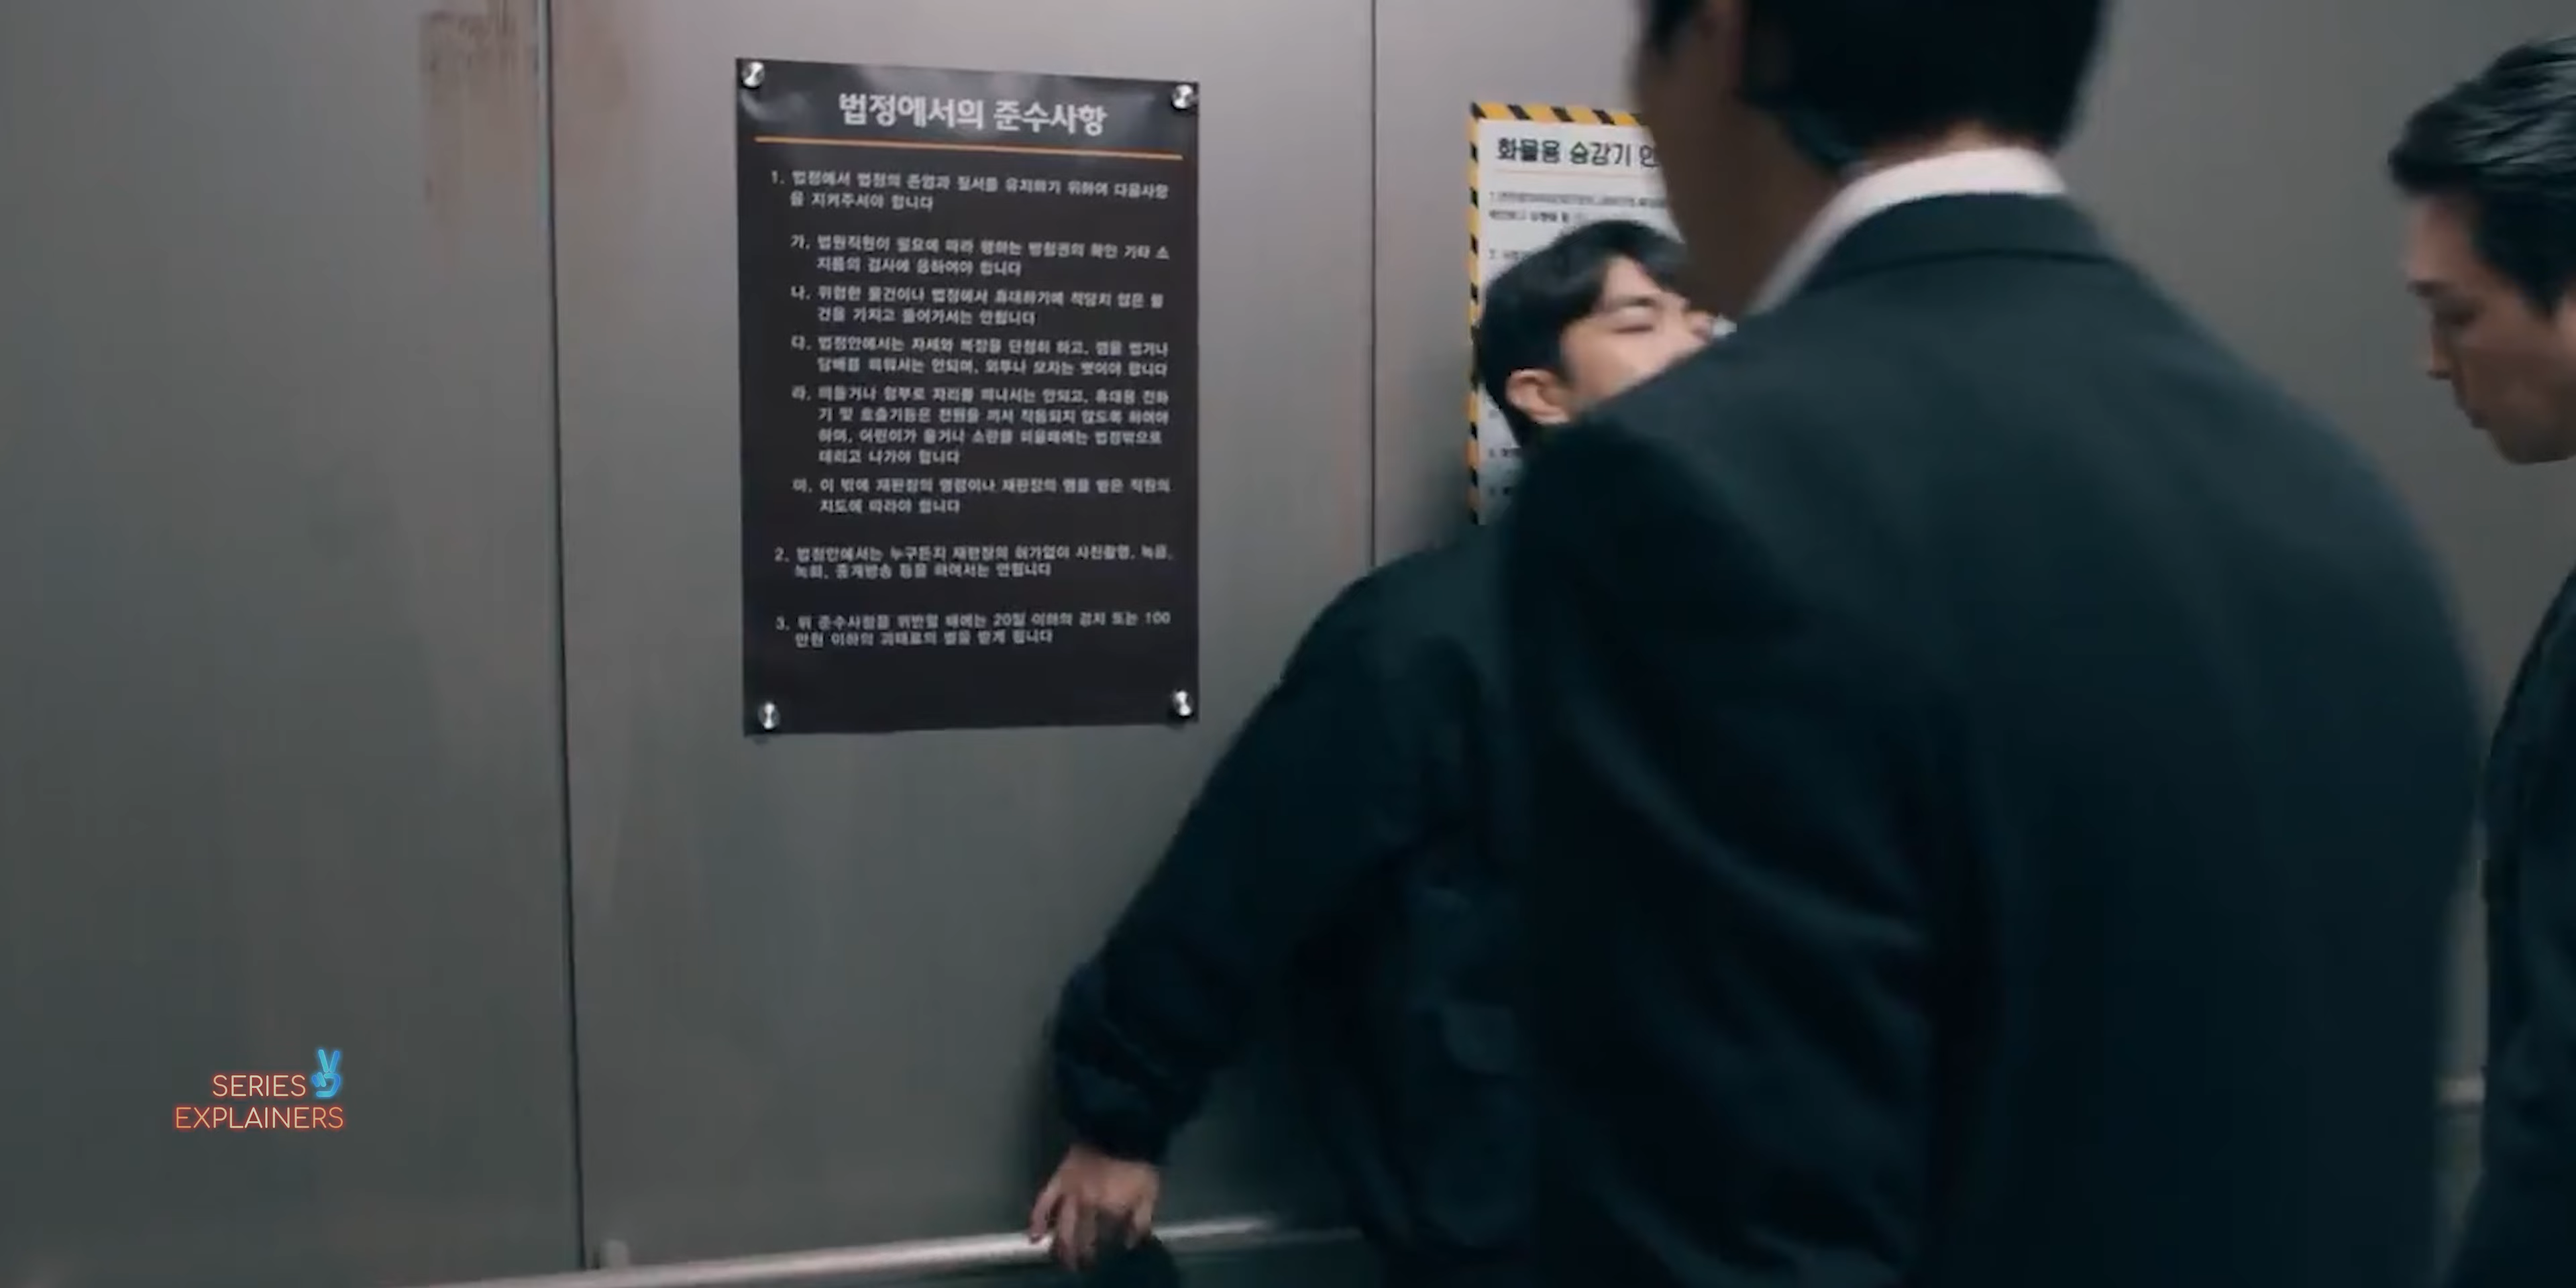 법정에서의 준수사항
1. 법정에서 법정의 존엄과 질서를 유지하기 위하여 다음사항
을 지켜주셔야 합니다
가. 법원직원이 필요에 따라 행하는 방청권의 확인 기타 소
지품의 검사에 응하여야 합니다
나. 위험한 물건이나 법정에서 휴대하기에 적당치 않은 물
건을 가지고 들어가서는 안됩니다
다. 법정안에서는 자세와 복장을 단정히 하고, 껌을 씹거나
담배를 피워서는 안되며, 외투나 모자는 벗어야 합니다
라. 떠들거나 함부로 자리를 떠나서는 안되고, 휴대용 전화
기 및 호출기등은 전원을 꺼서 작동되지 않도록 하여야
하며, 어린이가 울거나 소란을 피울때에는 법정밖으로
데리고 나가야 합니다
마. 이 밖에 재판장의 명령이나 재판장의 명을 받은 직원의
지도에 따라야 합니다
2. 법정안에서는 누구든지 재판장의 허가없이 사진촬영, 녹음,
녹화, 중계방송 등을 하여서는 안됩니다
3. 위 준수사항을 위반할 때에는 20일 이하의 감치 또는 100
만원 이하의 과태료의 벌을 받게 됩니다
화물용 승강기
SERIES
EXPLAINERS